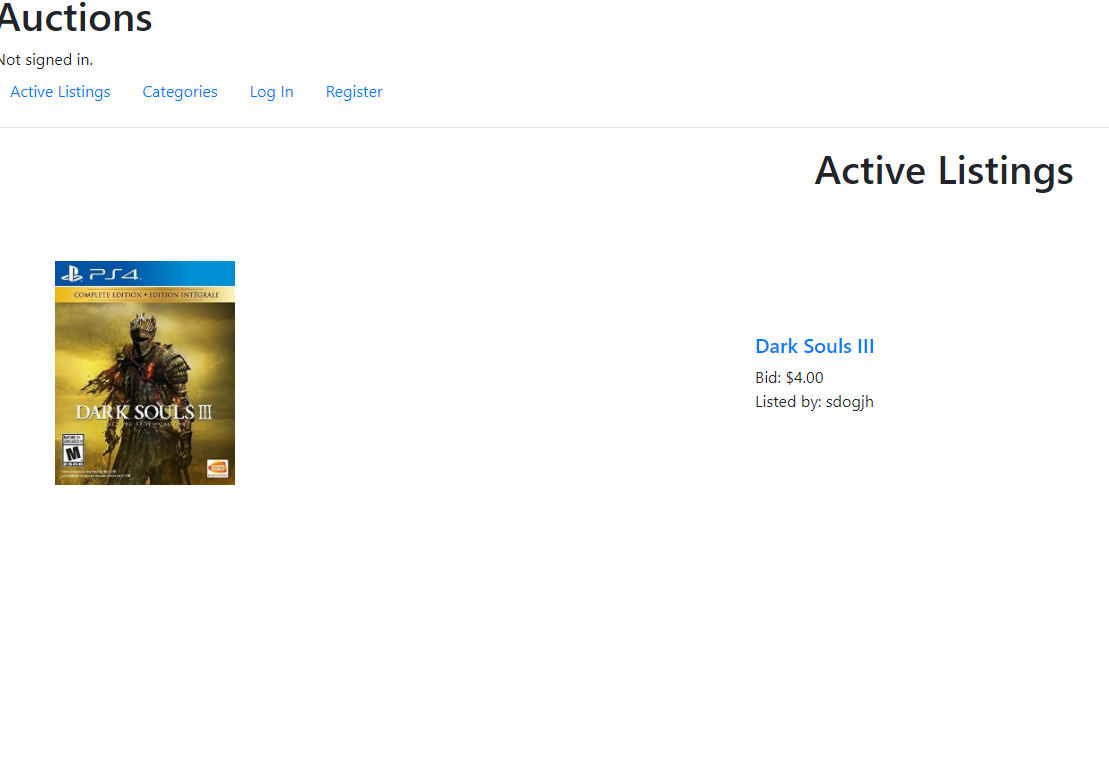 Auctions
Not signed in.
Active Listings Categories Log In Register
Active Listings
PS4
COMPLETE EDITION • ÉDITION INTÉGRALE
DARK SOULS III
M
ESRB
Dark Souls III
Bid: $4.00
Listed by: sdogjh